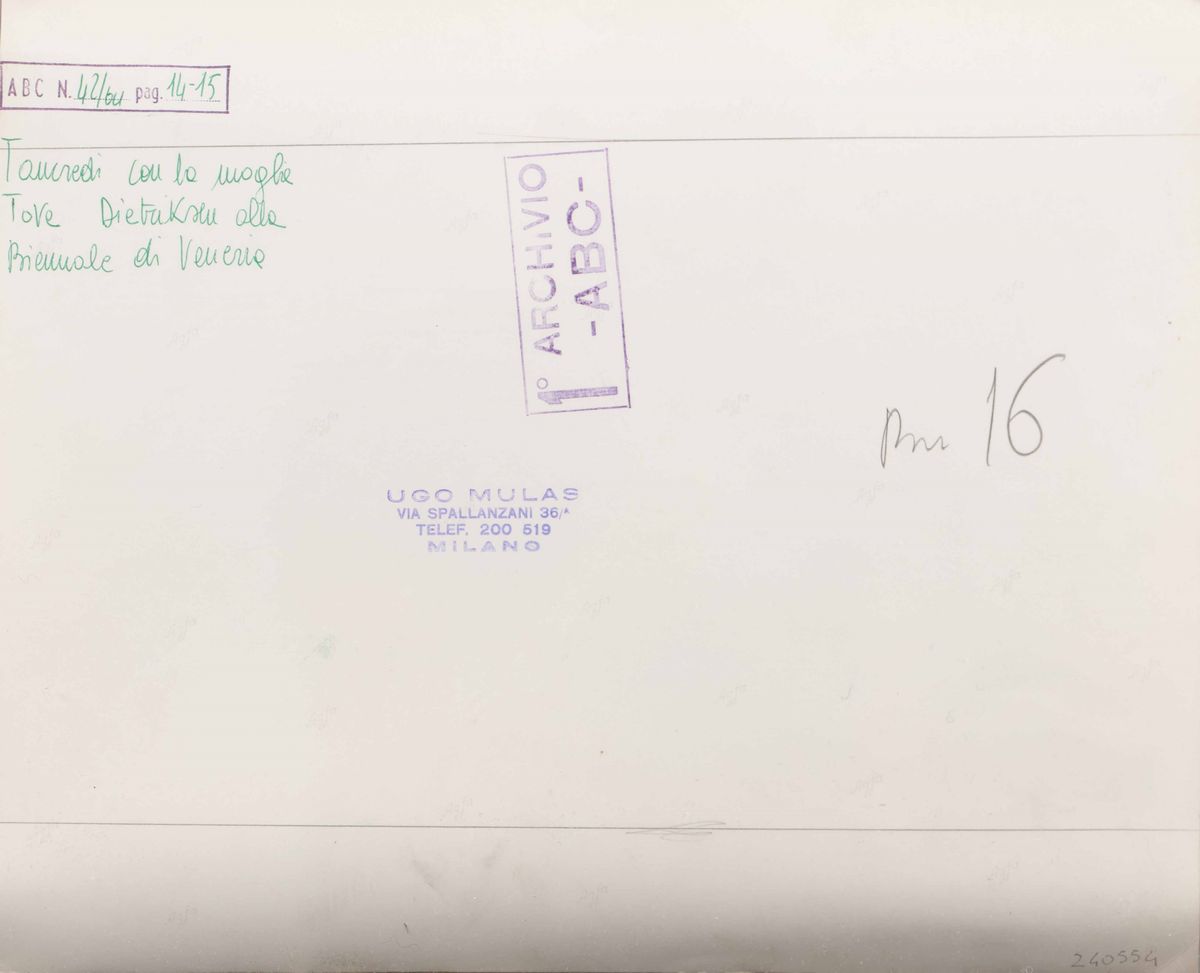 ABC N. 42/64 pag. 14-15
Tancredi con la moglie
Tove Dietriksen alla
Biennale di Venezia
1° ARCHIVIO
-ABC-
16
UGO MULAS
VIA SPALLANZANI 36/A
TELEF. 200 519
MILANO
240554